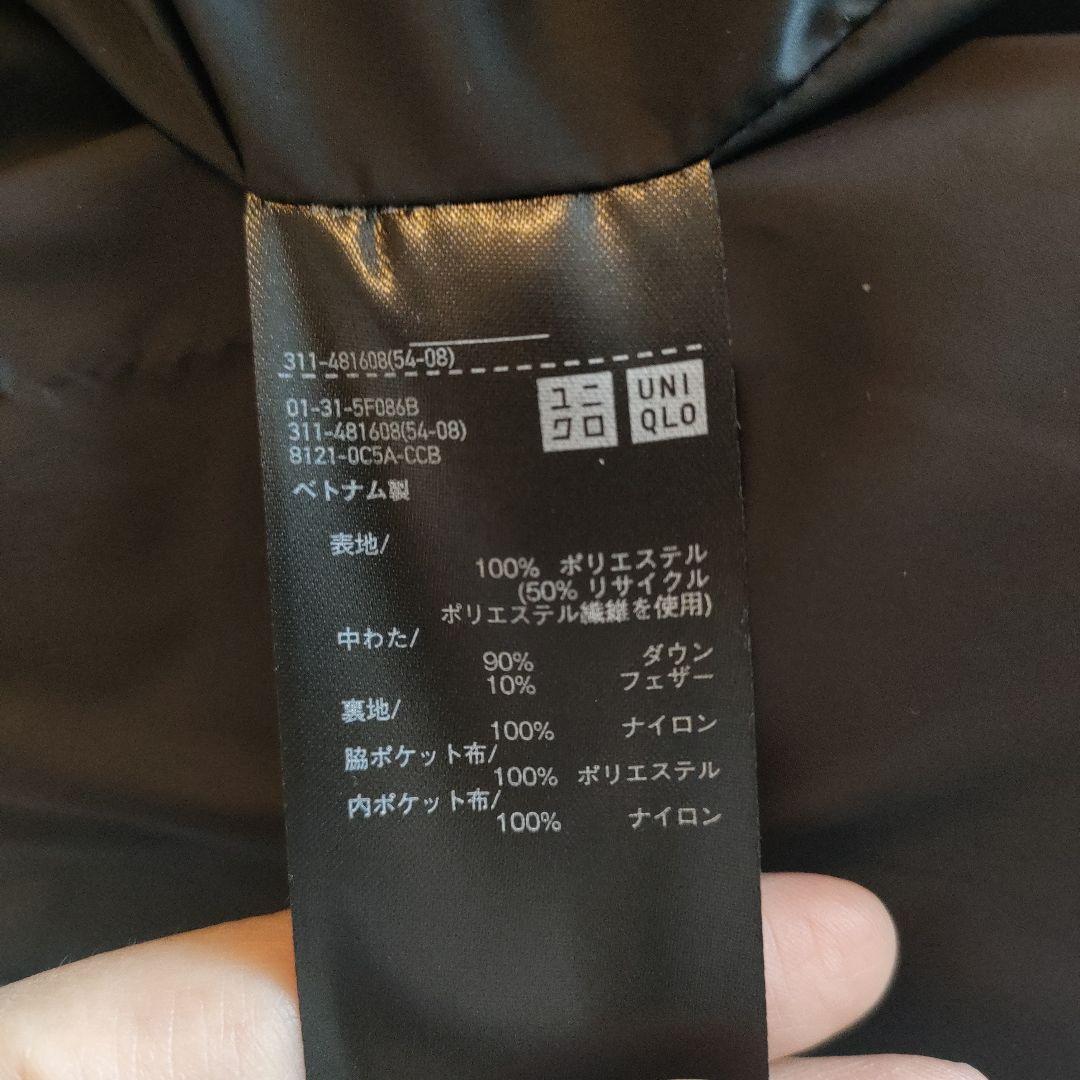 311-481608(54-08)
01-31-5F086B
311-481608(54-08)
8121-0C5A-CCB
ユニ
クロ
UNI
QLO
ベトナム製
表地/
100% ポリエステル
(50% リサイクル
ポリエステル繊維を使用)
中わた/
90% ダウン
10% フェザー
裏地/
100% ナイロン
脇ポケット布/
100% ポリエステル
内ポケット布/
100% ナイロン